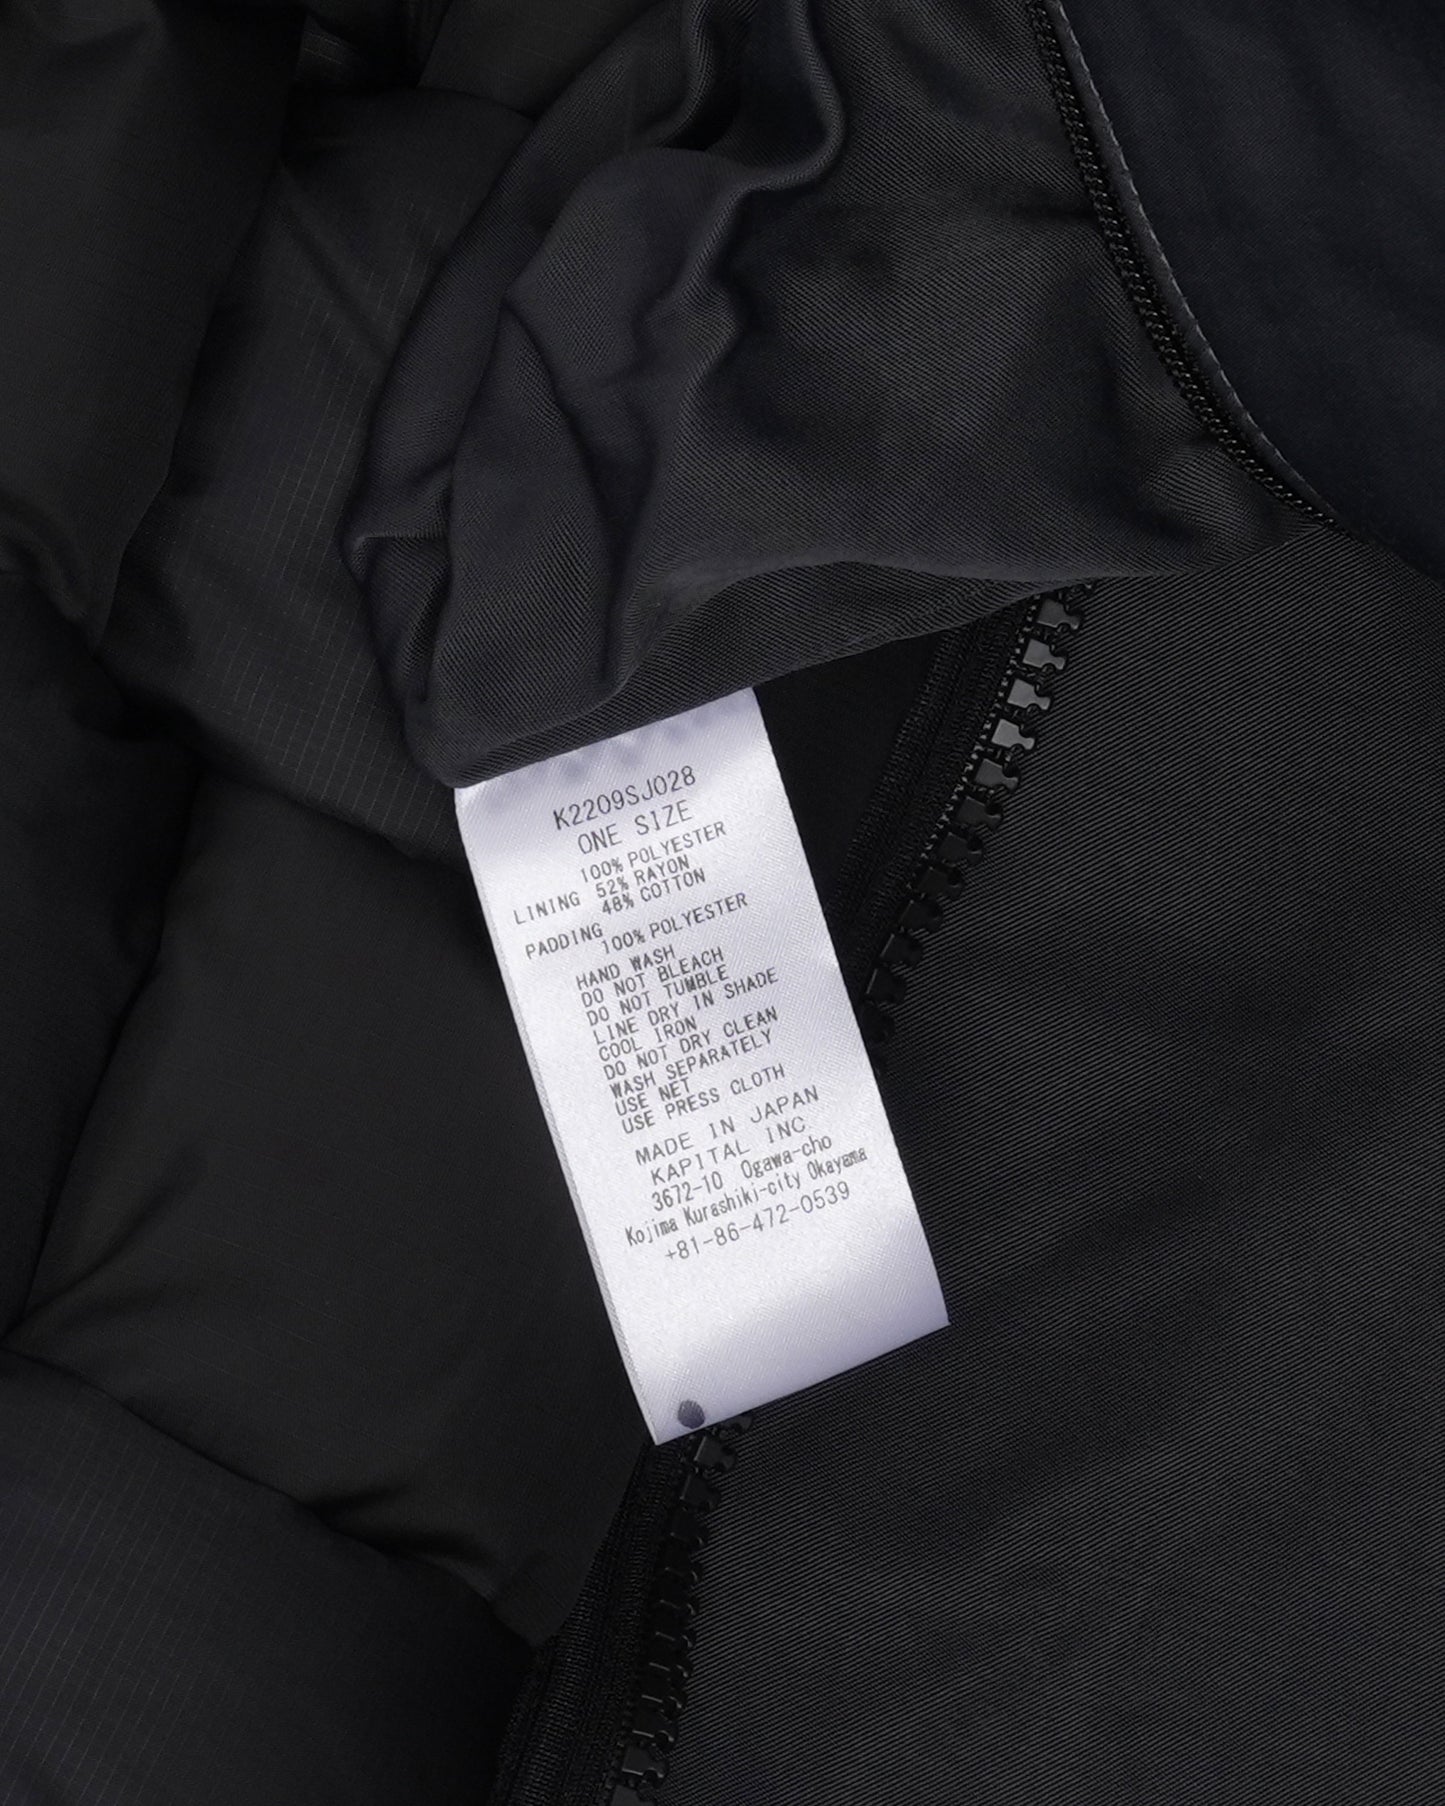 K2209SJ028
ONE SIZE
100% POLYESTER
LINING 52% RAYON
48% COTTON
PADDING
100% POLYESTER
HAND WASH
DO NOT BLEACH
DO NOT TUMBLE
LINE DRY IN SHADE
COOL IRON
DO NOT DRY CLEAN
WASH SEPARATELY
USE NET
USE PRESS CLOTH
MADE IN JAPAN
KAPITAL INC.
3672-10 Ogawa-cho
Kojima Kurashiki-city Okayama
+81-86-472-0539